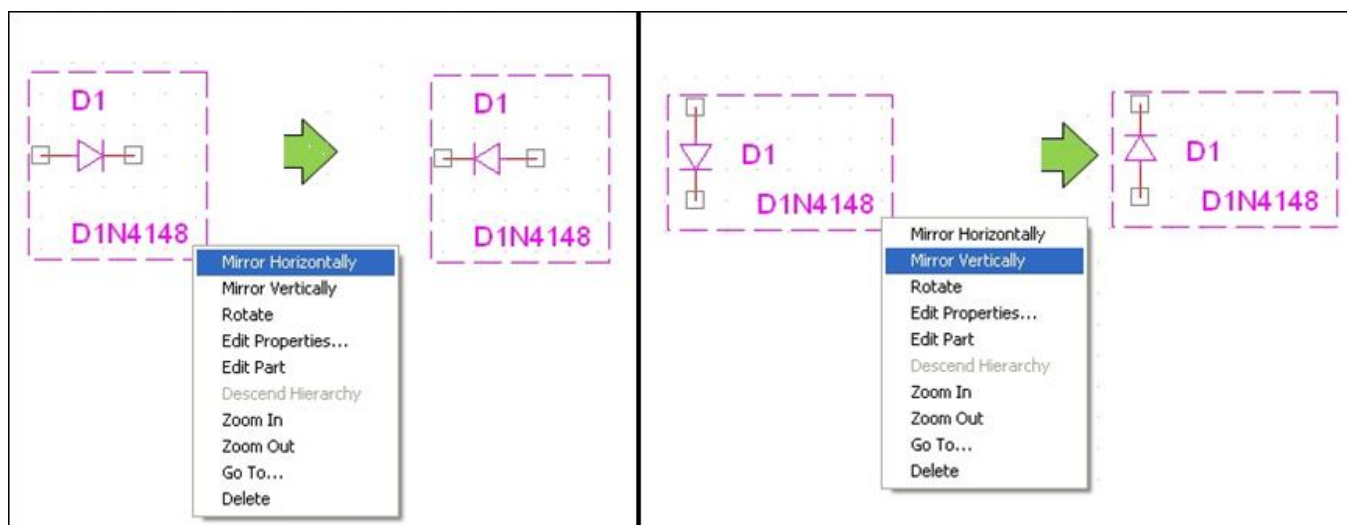 D1
D1N4148
D1
D1N4148
Mirror Horizontally
Mirror Vertically
Rotate
Edit Properties...
Edit Part
Descend Hierarchy
Zoom In
Zoom Out
Go To...
Delete
D1
D1N4148
D1
D1N4148
Mirror Horizontally
Mirror Vertically
Rotate
Edit Properties...
Edit Part
Descend Hierarchy
Zoom In
Zoom Out
Go To...
Delete